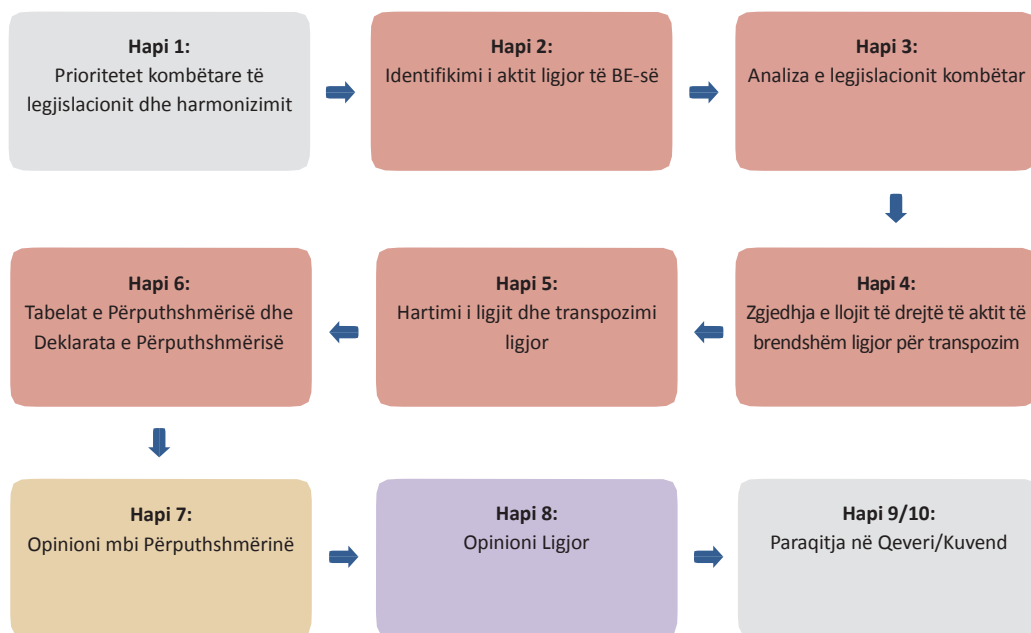 Hapi 1:
Prioritetet kombëtare të
legjislacionit dhe harmonizimit
Hapi 2:
Identifikimi i aktit ligjor të BE-së
Hapi 3:
Analiza e legjislacionit kombëtar
Hapi 6:
Tabelat e Përputhshmërisë dhe
Deklarata e Përputhshmërisë
Hapi 5:
Hartimi i ligjit dhe transpozimi
ligjor
Hapi 4:
Zgjedhja e llojit të drejtë të aktit të
brendshëm ligjor për transpozim
Hapi 7:
Opinioni mbi Përputhshmërinë
Hapi 8:
Opinioni Ligjor
Hapi 9/10:
Paraqitja në Qeveri/Kuvend